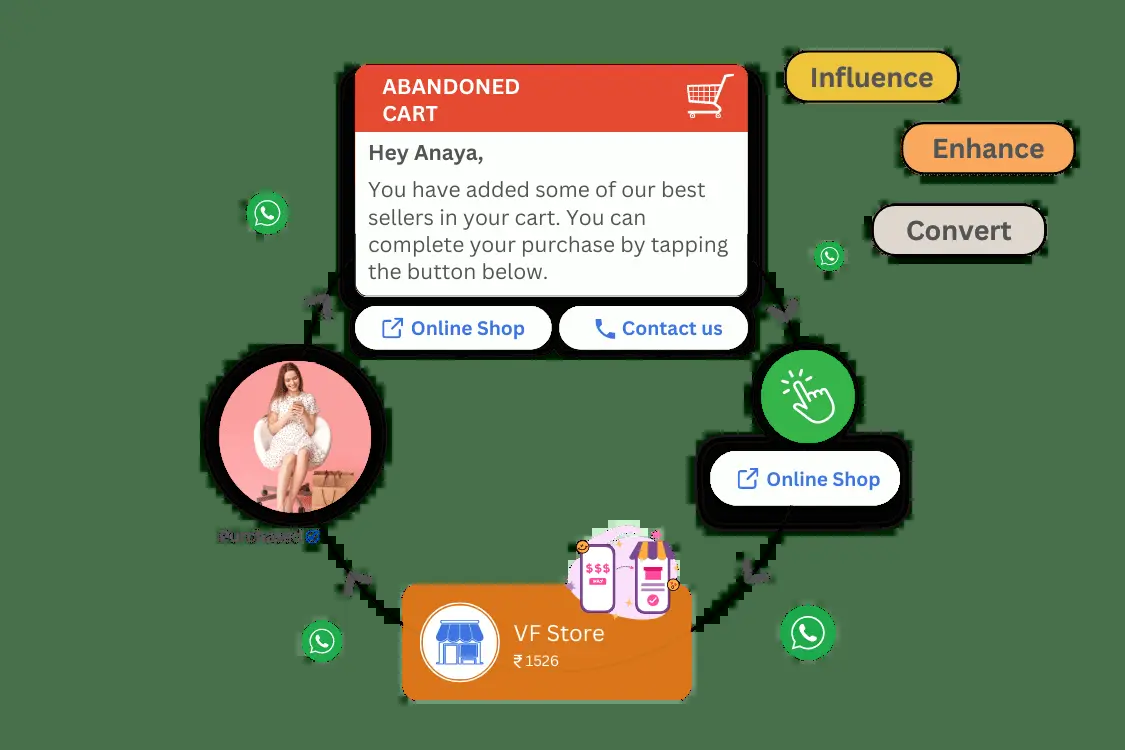 ABANDONED
CART
Hey Anaya,
You have added some of our best
sellers in your cart. You can
complete your purchase by tapping
the button below.
Online Shop
Contact us
Influence
Enhance
Convert
Online Shop
Purchased
$$$
VF Store
₹ 1526